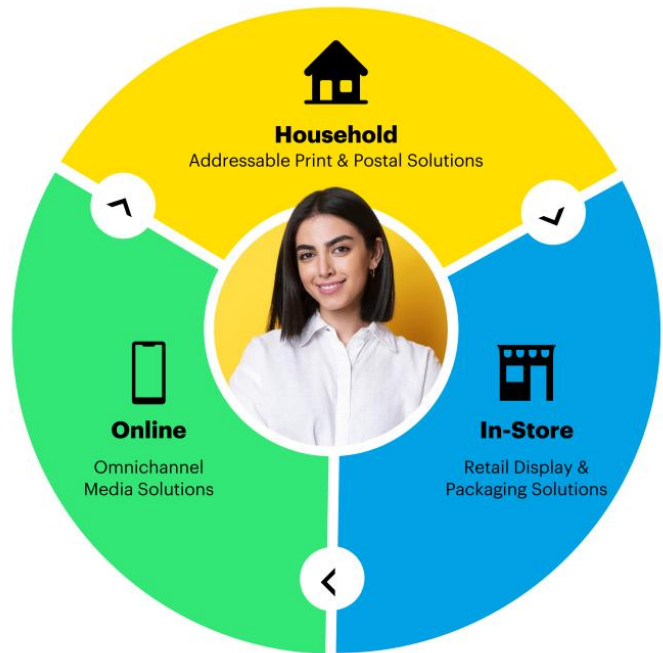 Household
Addressable Print & Postal Solutions
Online
Omnichannel
Media Solutions
In-Store
Retail Display &
Packaging Solutions